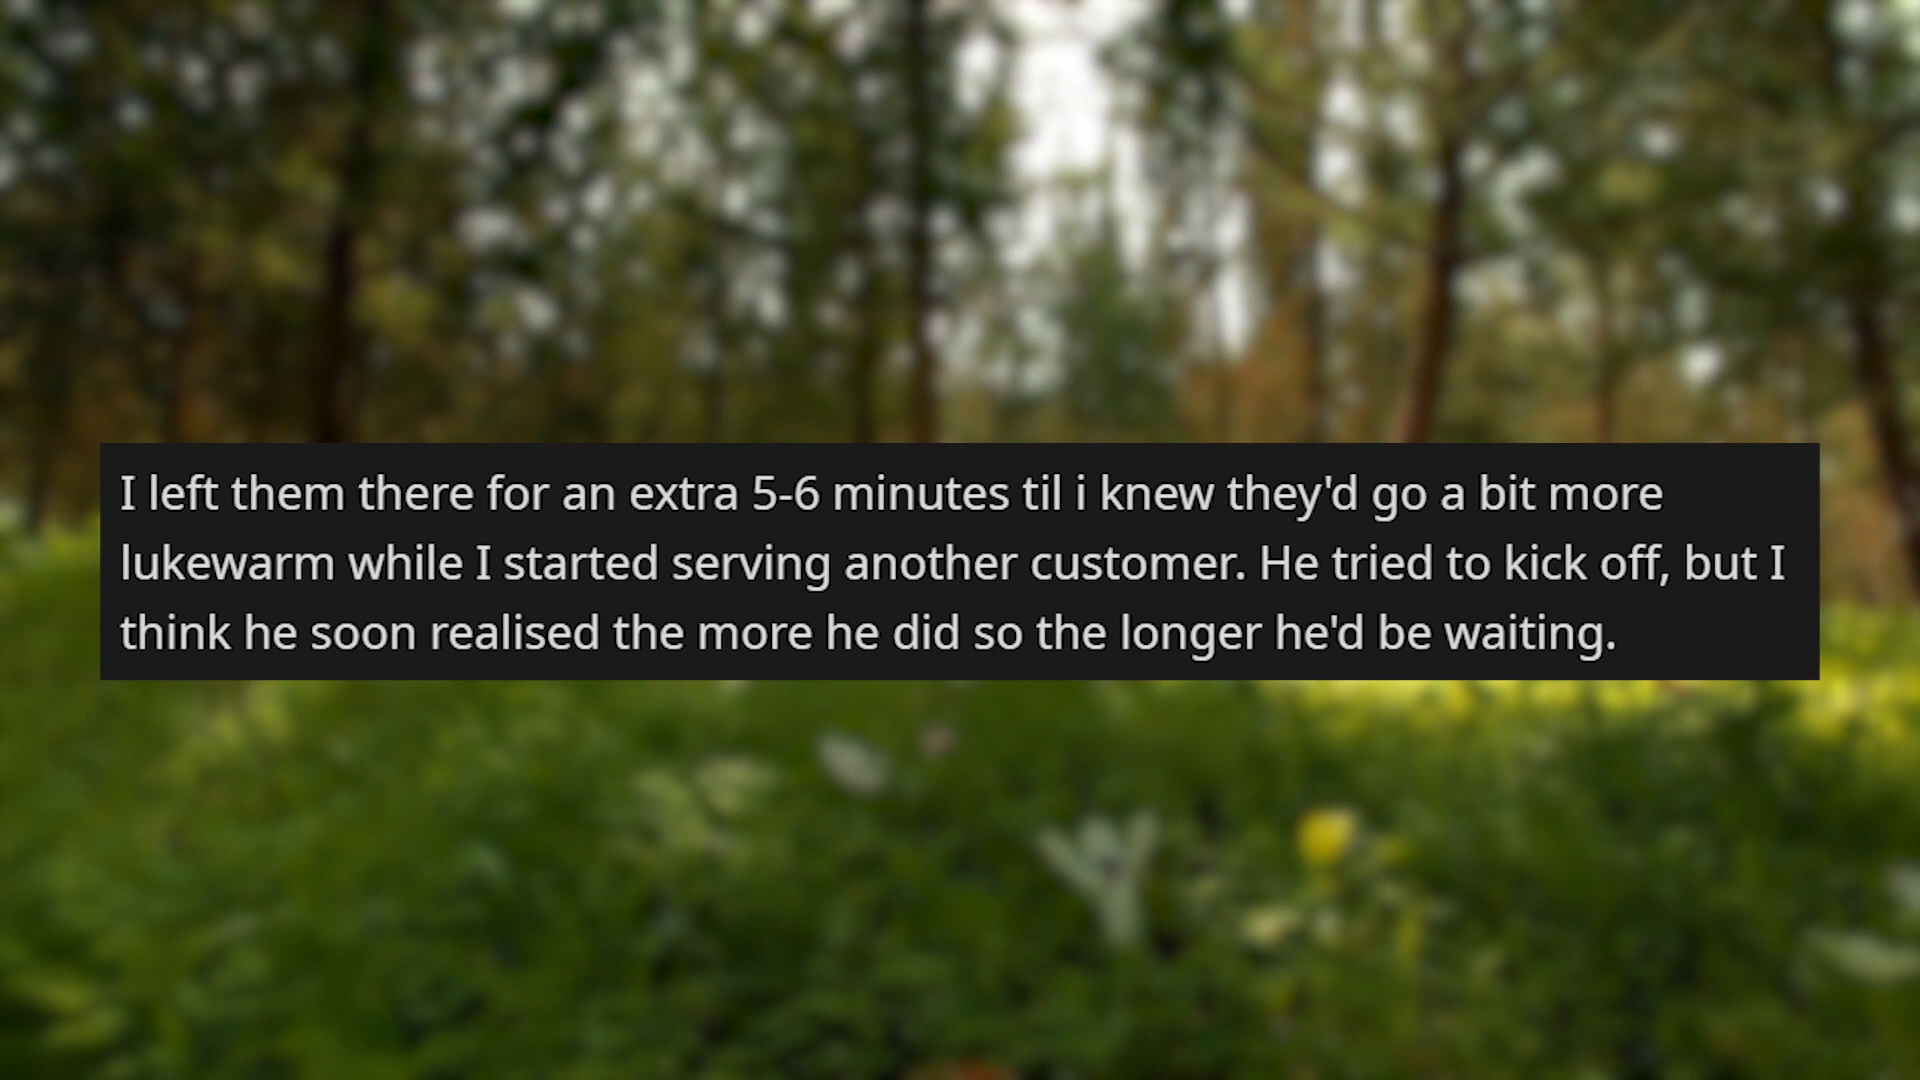 I left them there for an extra 5-6 minutes til i knew they'd go a bit more
lukewarm while I started serving another customer. He tried to kick off, but I
think he soon realised the more he did so the longer he'd be waiting.